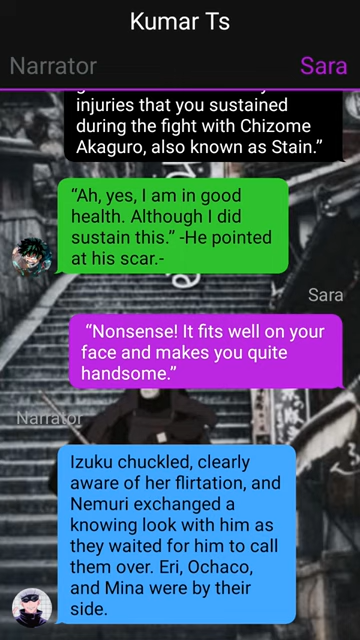 Kumar Ts
Narrator
Sara
injuries that you sustained
during the fight with Chizome
Akaguro, also known as Stain.”
“Ah, yes, I am in good
health. Although I did
sustain this.” -He pointed
at his scar.-
Sara
“Nonsense! It fits well on your
face and makes you quite
handsome.”
Narrator
Izuku chuckled, clearly
aware of her flirtation, and
Nemuri exchanged a
knowing look with him as
they waited for him to call
them over. Eri, Ochaco,
and Mina were by their
side.